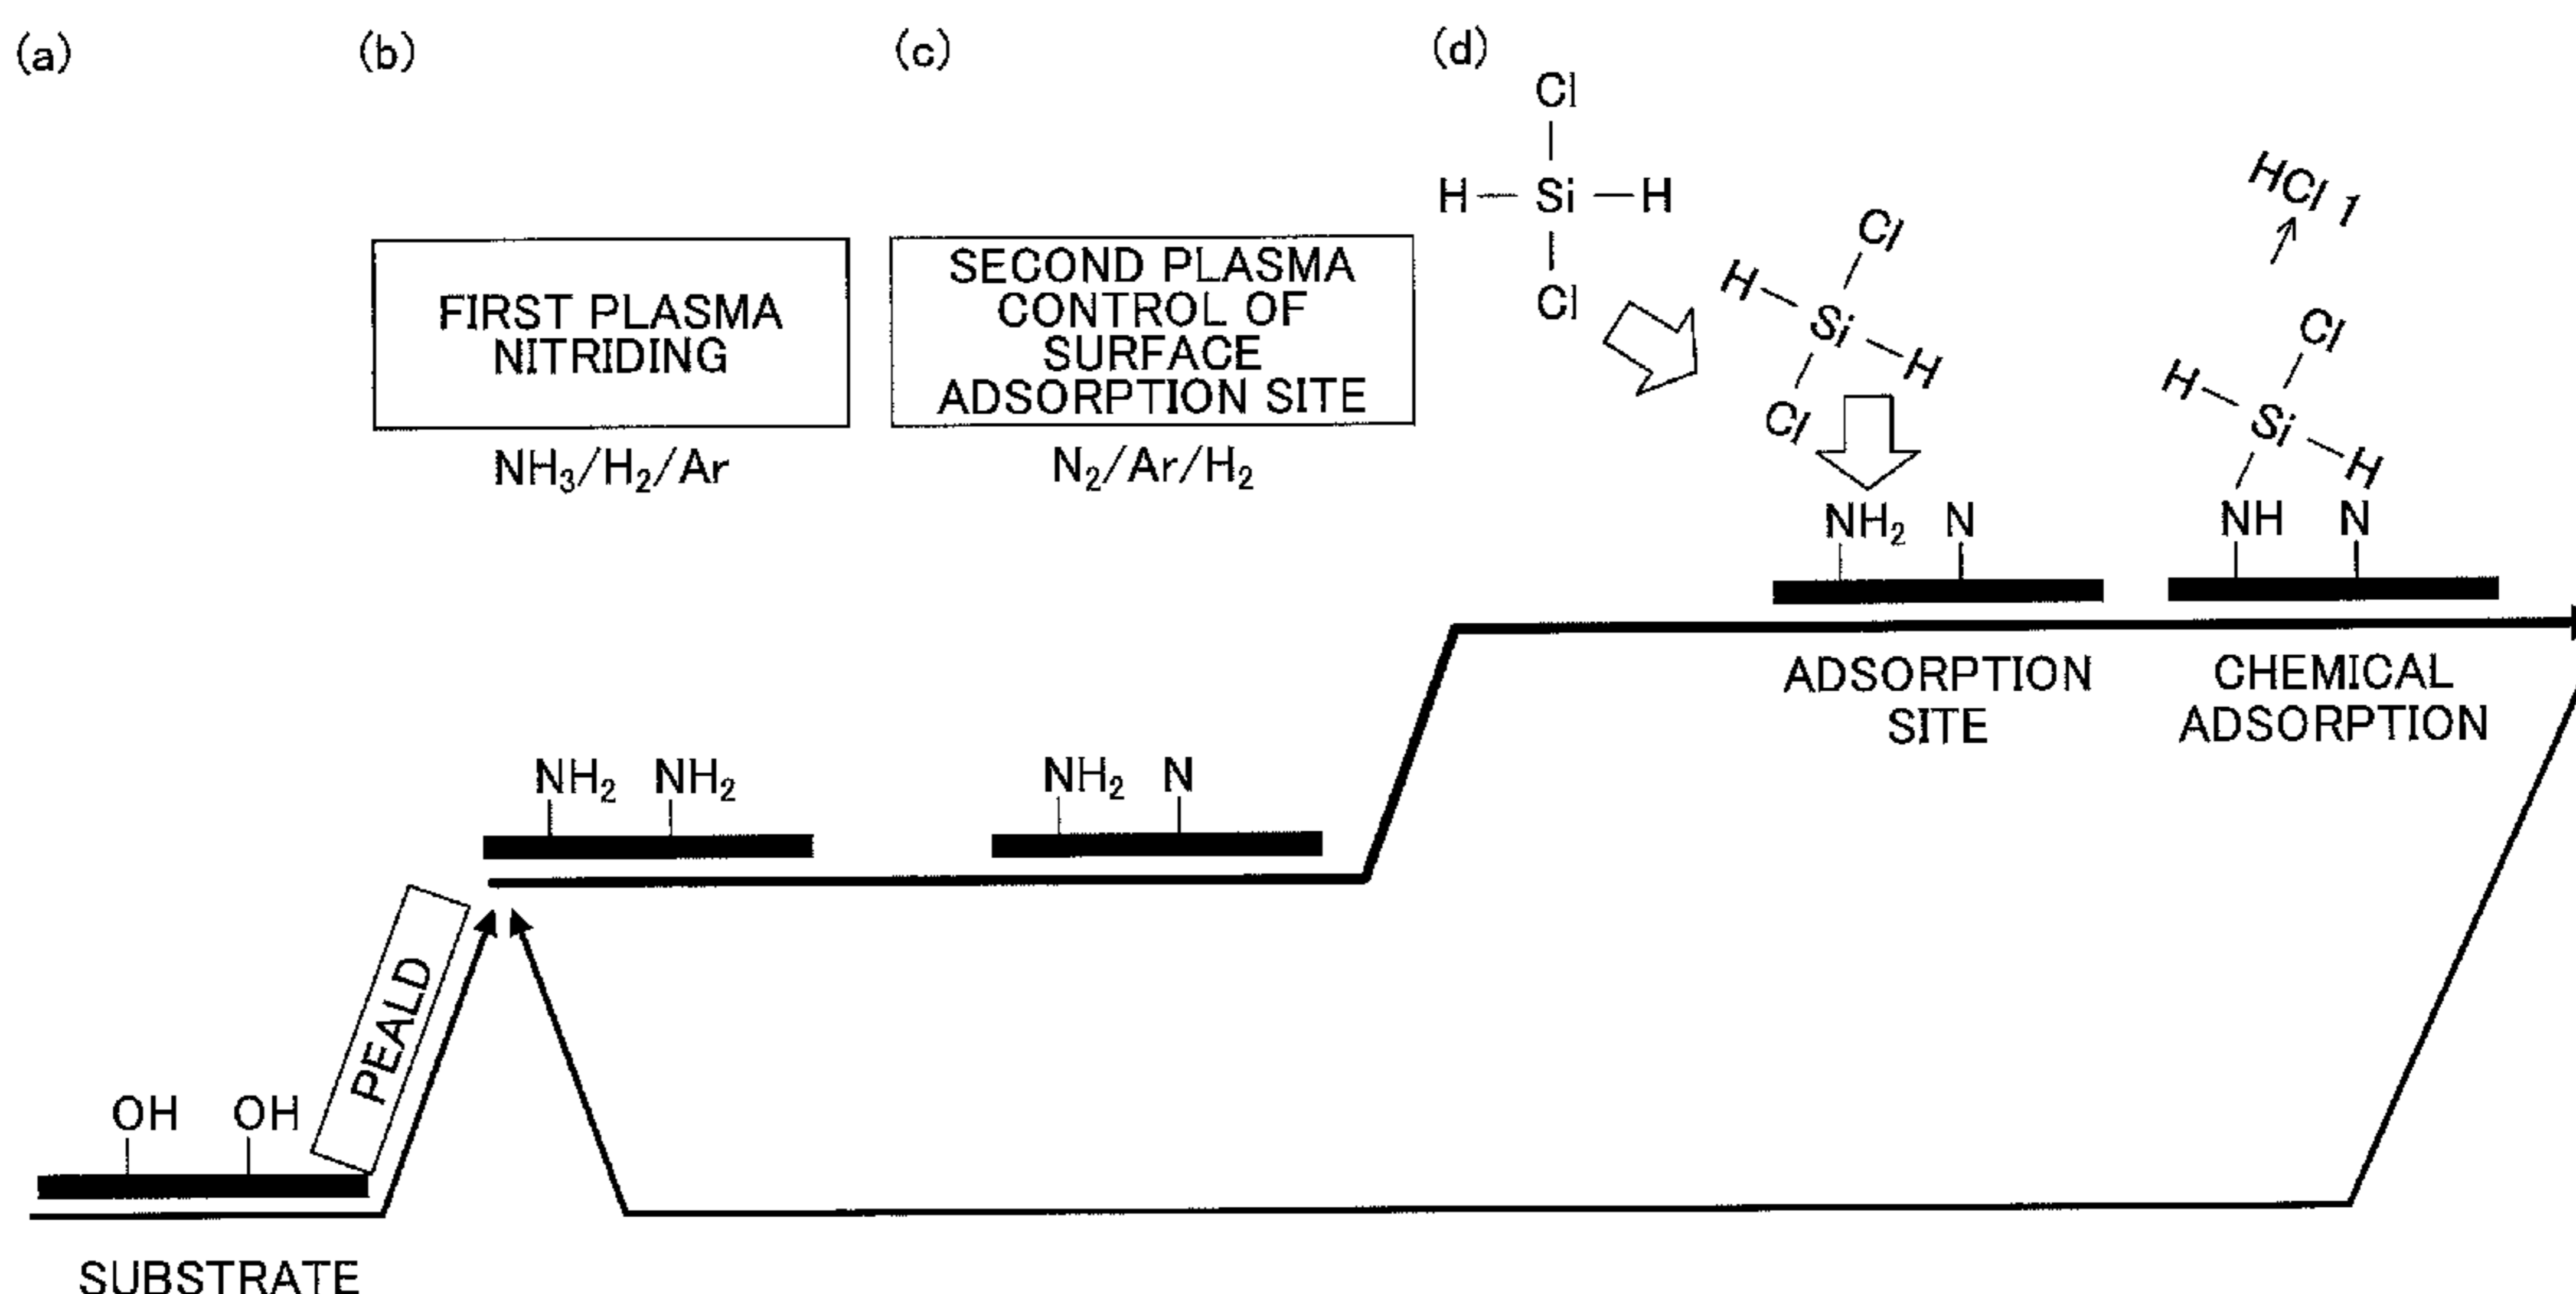 (a)
(b)
(c)
(d)
FIRST PLASMA
NITRIDING
NH₃/H₂/Ar
SECOND PLASMA
CONTROL OF
SURFACE
ADSORPTION SITE
N₂/Ar/H₂
Cl
H Si H
Cl
Cl
H Si H
Cl
NH₂ N
ADSORPTION
SITE
HCl 1
Cl
H Si H
NH N
CHEMICAL
ADSORPTION
NH₂ NH₂
NH₂ N
PEALD
OH OH
SUBSTRATE